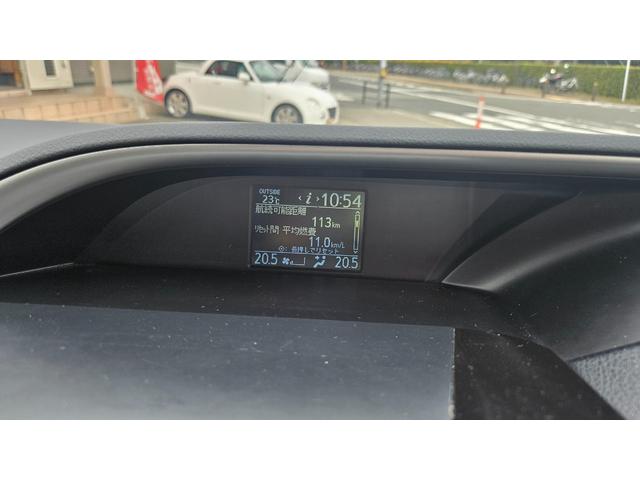 OUTSIDE
23℃ ‹ i › 10:54
航続可能距離
113km
リセット間 平均燃費
11.0km/L
◎: 長押しでリセット
20.5 20.5